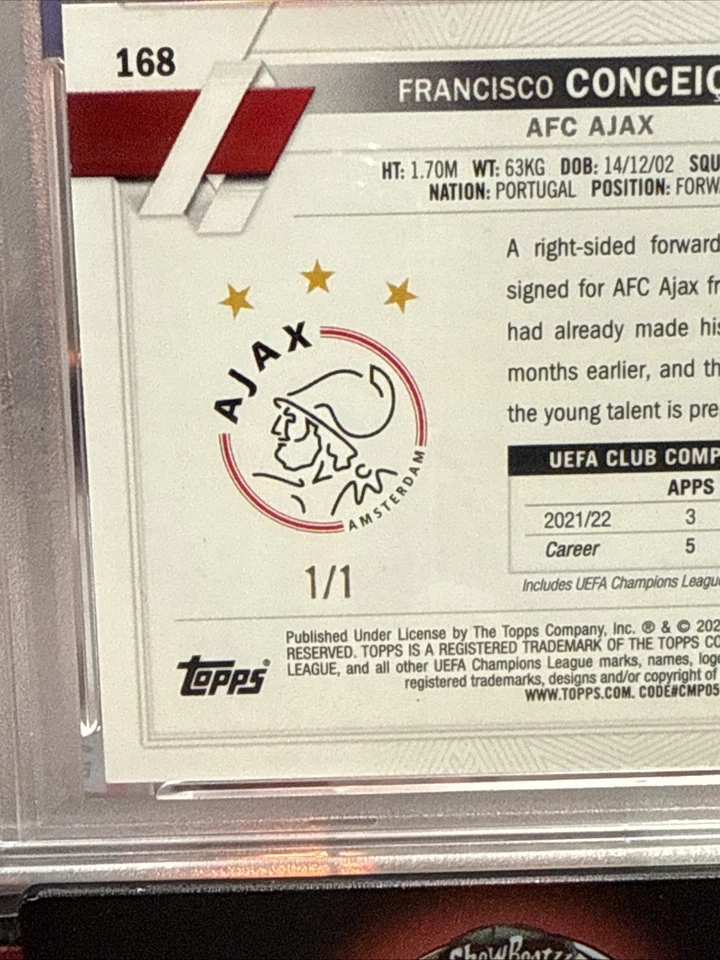 168
FRANCISCO CONCEIÇ
AFC AJAX
HT: 1.70M WT: 63KG DOB: 14/12/02 SQU
NATION: PORTUGAL POSITION: FORW
A right-sided forward
signed for AFC Ajax fr
had already made his
months earlier, and th
the young talent is pre
AJAX
AMSTERDAM
UEFA CLUB COMP
APPS
2021/22 3
Career 5
Includes UEFA Champions Leagu
1/1
Published Under License by The Topps Company, Inc. ® & © 202
RESERVED. TOPPS IS A REGISTERED TRADEMARK OF THE TOPPS CO
LEAGUE, and all other UEFA Champions League marks, names, logo
registered trademarks, designs and/or copyright of
WWW.TOPPS.COM. CODE#CMP05
Topps®